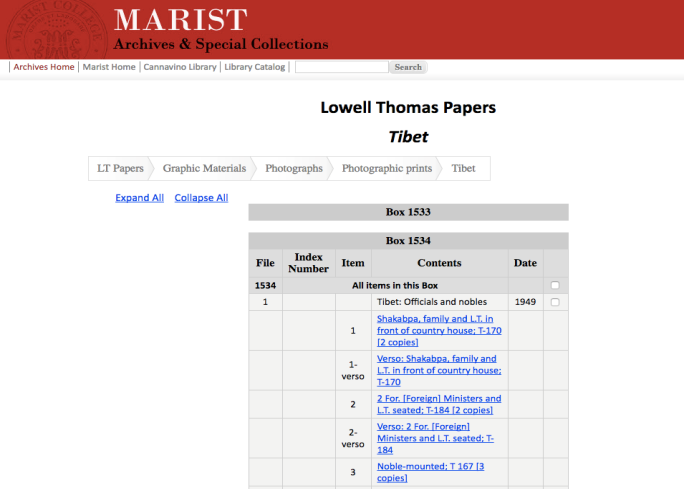 MARIST COLLEGE
MARIST
Archives & Special Collections
Archives Home | Marist Home | Cannavino Library | Library Catalog | Search
Lowell Thomas Papers
Tibet
LT Papers Graphic Materials Photographs Photographic prints Tibet
Expand All Collapse All
Box 1533
Box 1534
File Index Number Item Contents Date
1534 All items in this Box
1 Tibet: Officials and nobles 1949
Shakabpa, family and L.T. in
1 front of country house; T-170
[2 copies]
1-verso Verso: Shakabpa, family and
L.T. in front of country house;
T-170
2 2 For. [Foreign] Ministers and
L.T. seated; T-184 [2 copies]
2-verso Verso: 2 For. [Foreign]
Ministers and L.T. seated; T-
184
3 Noble-mounted; T 167 [3
copies]